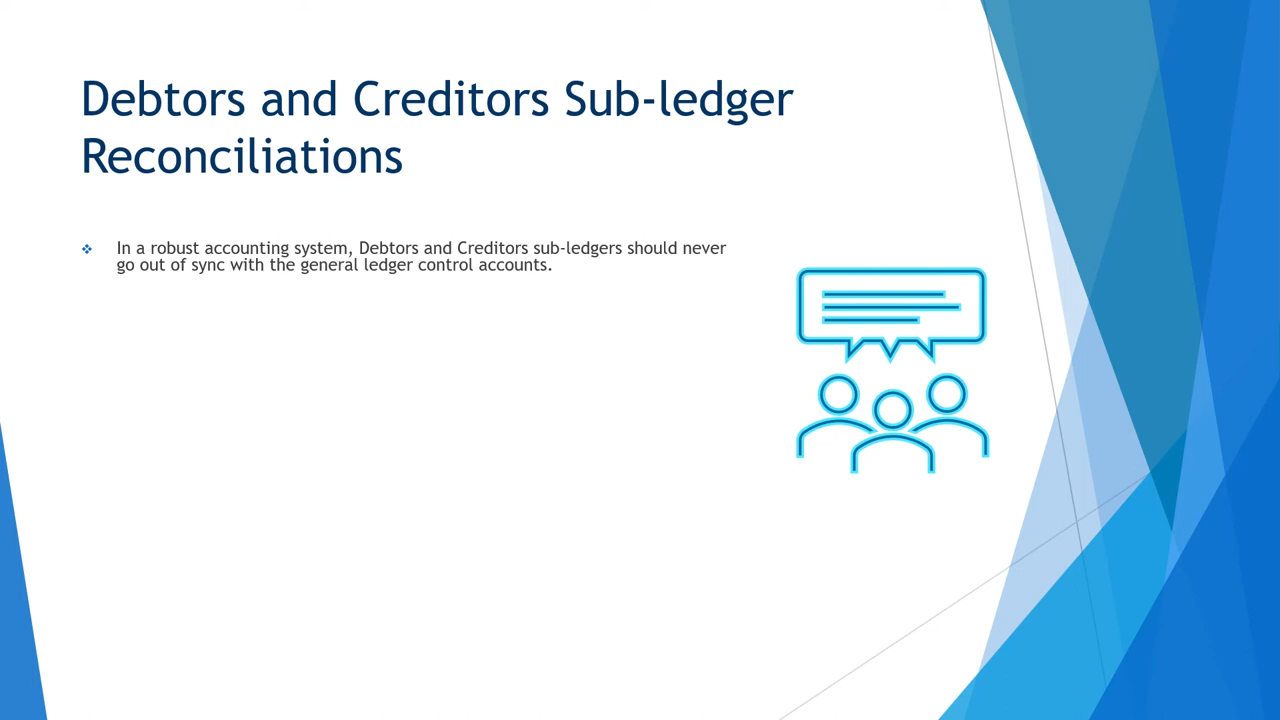 Debtors and Creditors Sub-ledger
Reconciliations
In a robust accounting system, Debtors and Creditors sub-ledgers should never
go out of sync with the general ledger control accounts.